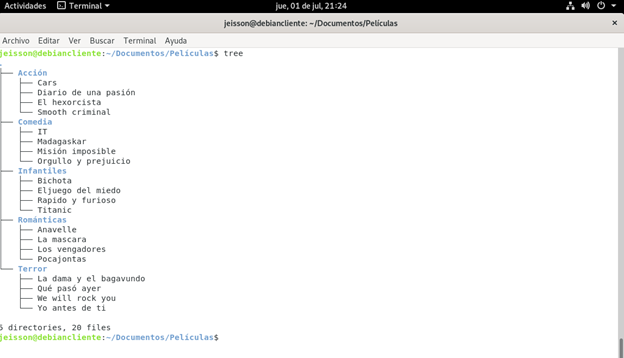 Actividades Terminal jue, 01 de jul, 21:24
jeisson@debiancliente: ~/Documentos/Películas
Archivo Editar Ver Buscar Terminal Ayuda
jeisson@debiancliente:~/Documentos/Películas$ tree
.
├── Acción
│   ├── Cars
│   ├── Diario de una pasión
│   ├── El hexorcista
│   └── Smooth criminal
├── Comedia
│   ├── IT
│   ├── Madagaskar
│   ├── Misión imposible
│   └── Orgullo y prejuicio
├── Infantiles
│   ├── Bichota
│   ├── Eljuego del miedo
│   ├── Rapido y furioso
│   └── Titanic
├── Románticas
│   ├── Anavelle
│   ├── La mascara
│   ├── Los vengadores
│   └── Pocajontas
└── Terror
    ├── La dama y el bagavundo
    ├── Qué pasó ayer
    ├── We will rock you
    └── Yo antes de ti
5 directories, 20 files
jeisson@debiancliente:~/Documentos/Películas$